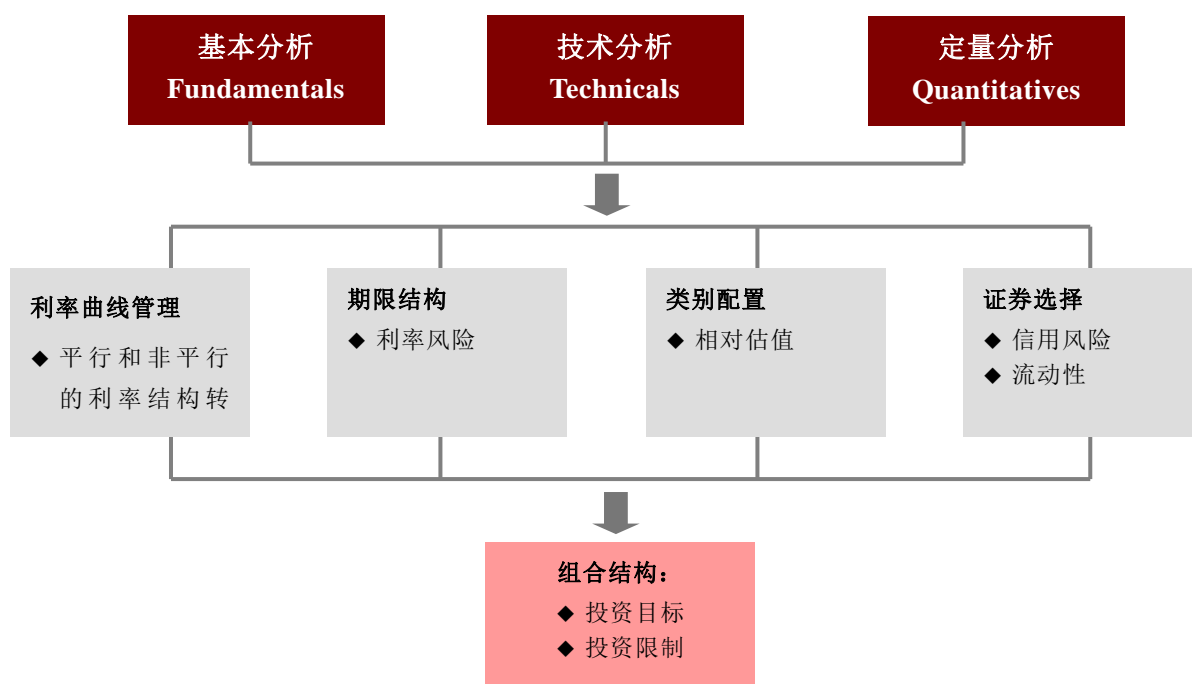 基本分析
Fundamentals
技术分析
Technicals
定量分析
Quantitatives
利率曲线管理
◆ 平行和非平行
的利率结构转
期限结构
◆ 利率风险
类别配置
◆ 相对估值
证券选择
◆ 信用风险
◆ 流动性
组合结构：
◆ 投资目标
◆ 投资限制